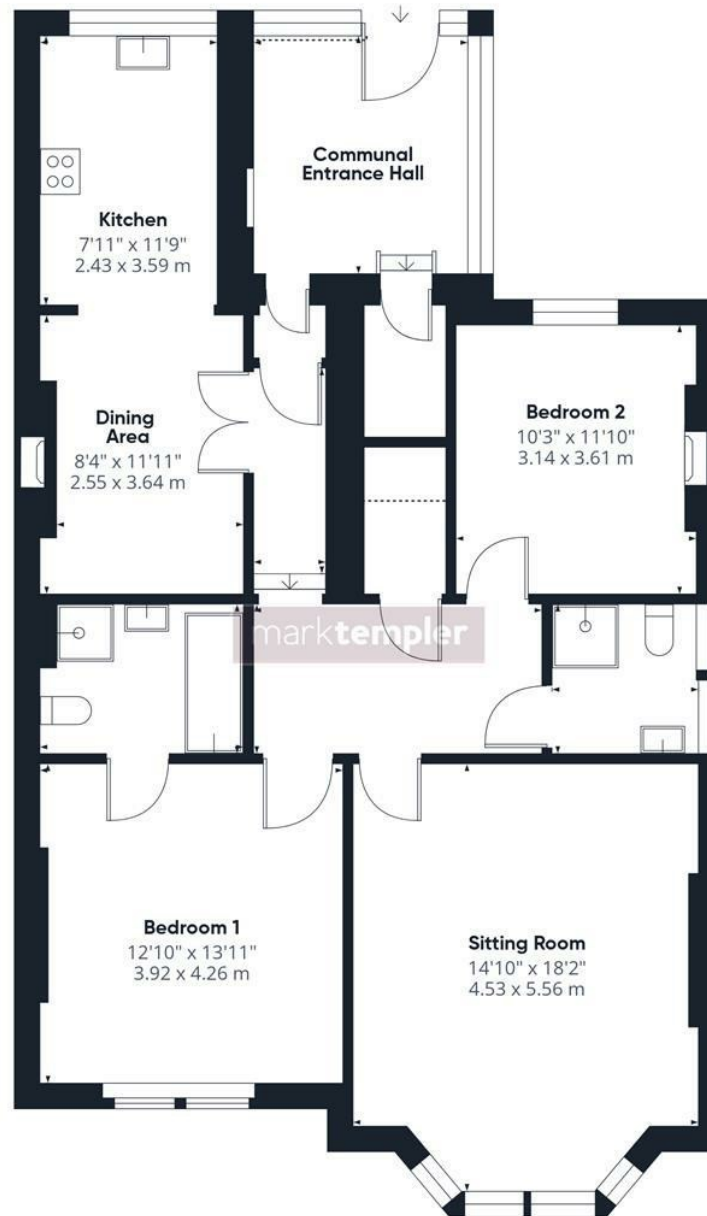 Communal
Entrance Hall
Kitchen
7'11" x 11'9"
2.43 x 3.59 m
Dining
Area
8'4" x 11'11"
2.55 x 3.64 m
Bedroom 2
10'3" x 11'10"
3.14 x 3.61 m
marktempler
Bedroom 1
12'10" x 13'11"
3.92 x 4.26 m
Sitting Room
14'10" x 18'2"
4.53 x 5.56 m